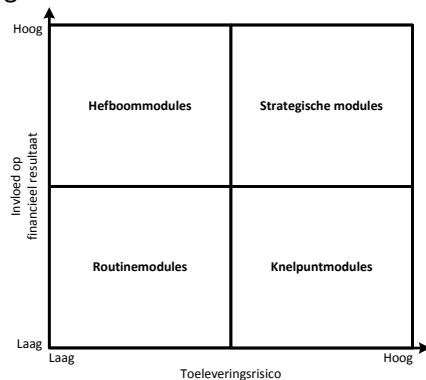 Hoog
Hefboommodules
Strategische modules
Invloed op
financieel resultaat
Routinemodules
Knelpuntmodules
Laag
Laag
Hoog
Toeleveringsrisico